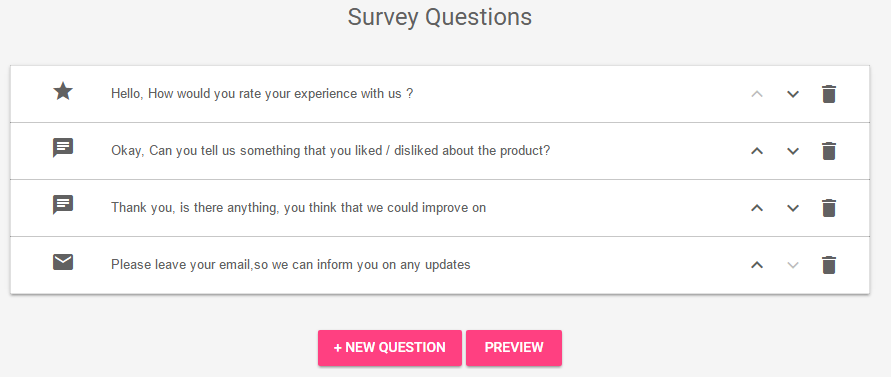 Survey Questions
Hello, How would you rate your experience with us ?
Okay, Can you tell us something that you liked / disliked about the product?
Thank you, is there anything, you think that we could improve on
Please leave your email,so we can inform you on any updates
+ NEW QUESTION PREVIEW